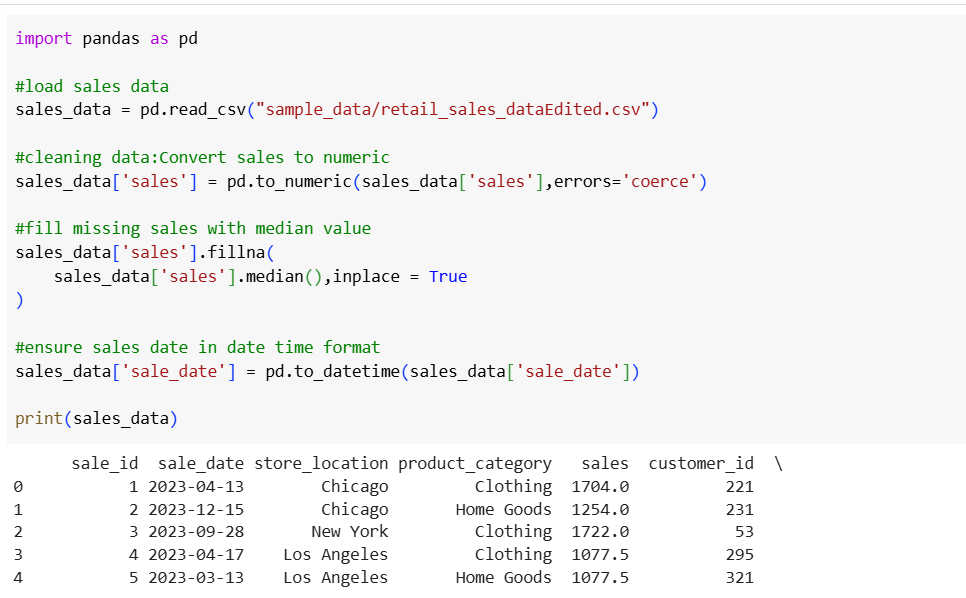 import pandas as pd
#load sales data
sales_data = pd.read_csv("sample_data/retail_sales_dataEdited.csv")
#cleaning data:Convert sales to numeric
sales_data['sales'] = pd.to_numeric(sales_data['sales'],errors='coerce')
#fill missing sales with median value
sales_data['sales'].fillna(
    sales_data['sales'].median(),inplace = True
)
#ensure sales date in date time format
sales_data['sale_date'] = pd.to_datetime(sales_data['sale_date'])
print(sales_data)
      sale_id  sale_date store_location product_category   sales  customer_id  \
0           1 2023-04-13        Chicago         Clothing  1704.0          221
1           2 2023-12-15        Chicago       Home Goods  1254.0          231
2           3 2023-09-28       New York         Clothing  1722.0           53
3           4 2023-04-17    Los Angeles         Clothing  1077.5          295
4           5 2023-03-13    Los Angeles       Home Goods  1077.5          321